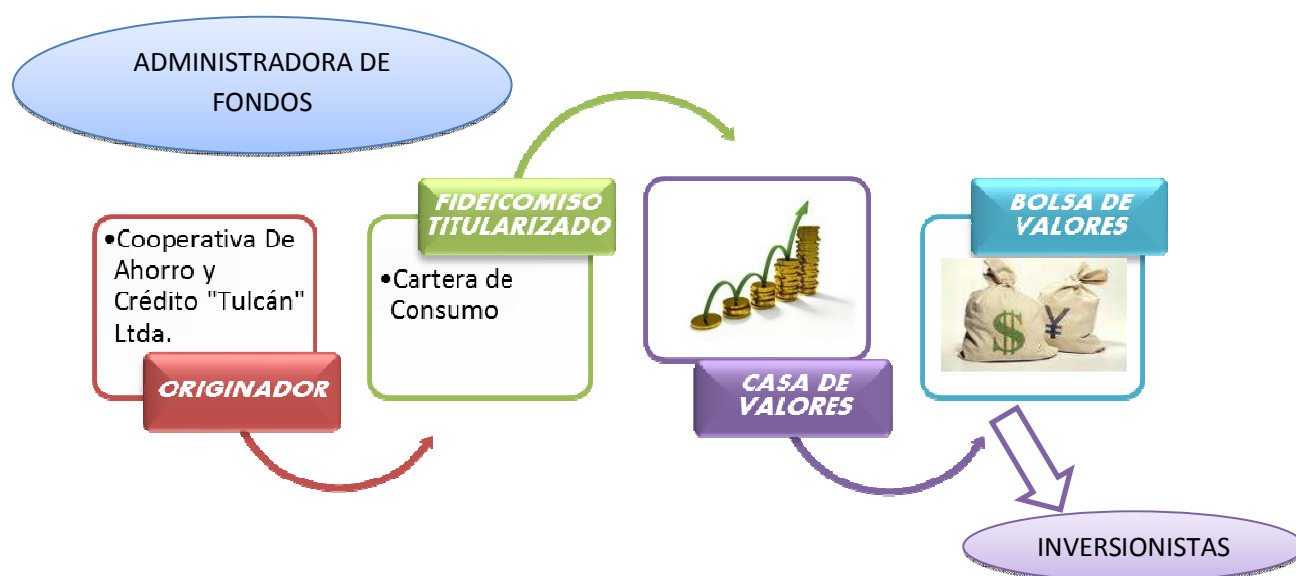 ADMINISTRADORA DE
FONDOS
•Cooperativa De
Ahorro y
Crédito "Tulcán"
Ltda.
ORIGINADOR
FIDEICOMISO
TITULARIZADO
•Cartera de
Consumo
CASA DE
VALORES
BOLSA DE
VALORES
$
¥
INVERSIONISTAS